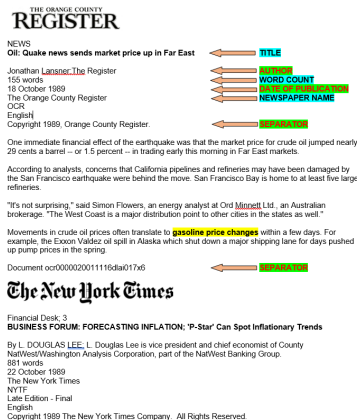 THE ORANGE COUNTY
REGISTER
NEWS
Oil: Quake news sends market price up in Far East TITLE
Jonathan Lansner:The Register AUTHOR
155 words WORD COUNT
18 October 1989 DATE OF PUBLICATION
The Orange County Register NEWSPAPER NAME
OCR
English
Copyright 1989, Orange County Register. SEPARATOR
One immediate financial effect of the earthquake was that the market price for crude oil jumped nearly
29 cents a barrel -- or 1.5 percent -- in trading early this morning in Far East markets.
According to analysts, concerns that California pipelines and refineries may have been damaged by
the San Francisco earthquake were behind the move. San Francisco Bay is home to at least five large
refineries.
"It's not surprising," said Simon Flowers, an energy analyst at Ord Minnett Ltd., an Australian
brokerage. "The West Coast is a major distribution point to other cities in the states as well."
Movements in crude oil prices often translate to gasoline price changes within a few days. For
example, the Exxon Valdez oil spill in Alaska which shut down a major shipping lane for days pushed
up pump prices in the spring.
Document ocr0000020011116dlai017x6 SEPARATOR
The New York Times
Financial Desk; 3
BUSINESS FORUM: FORECASTING INFLATION; 'P-Star' Can Spot Inflationary Trends
By L. DOUGLAS LEE; L. Douglas Lee is vice president and chief economist of County
NatWest/Washington Analysis Corporation, part of the NatWest Banking Group.
881 words
22 October 1989
The New York Times
NYTF
Late Edition - Final
English
Copyright 1989 The New York Times Company. All Rights Reserved.